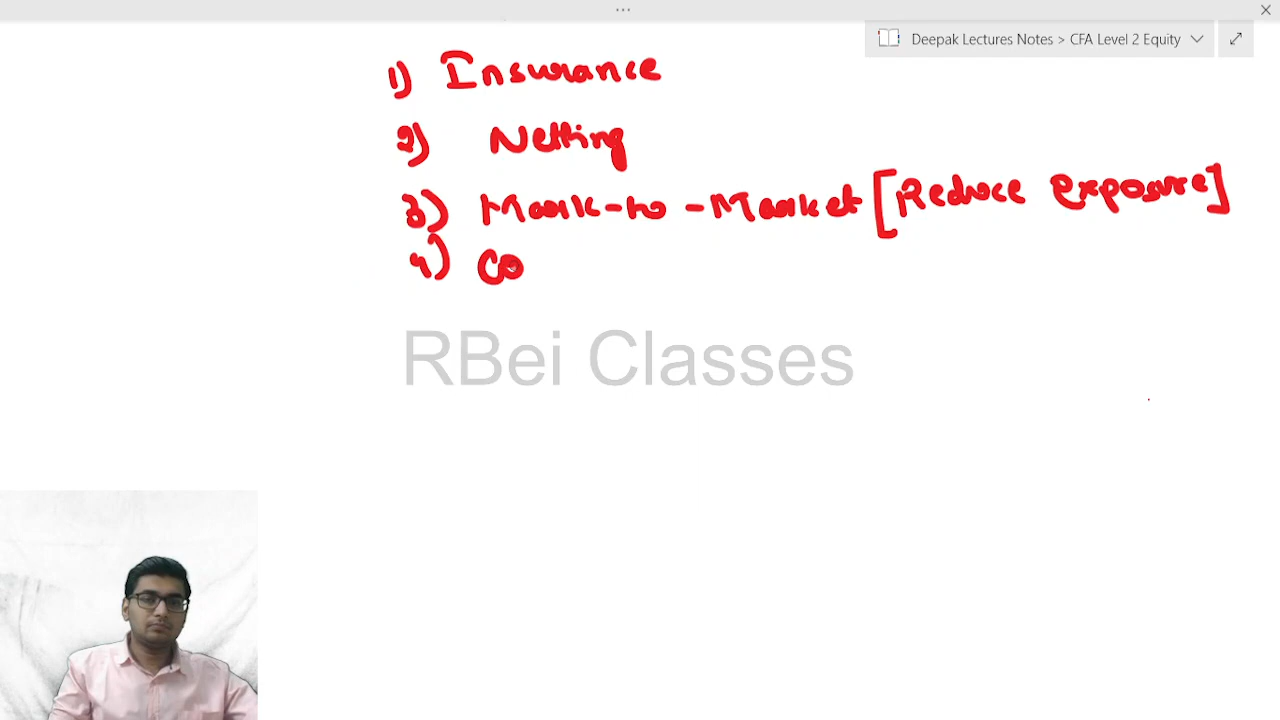 Deepak Lectures Notes > CFA Level 2 Equity
1) Insurance
2) Netting
3) Mark-to-Market [Reduce exposure]
4) Co
RBei Classes